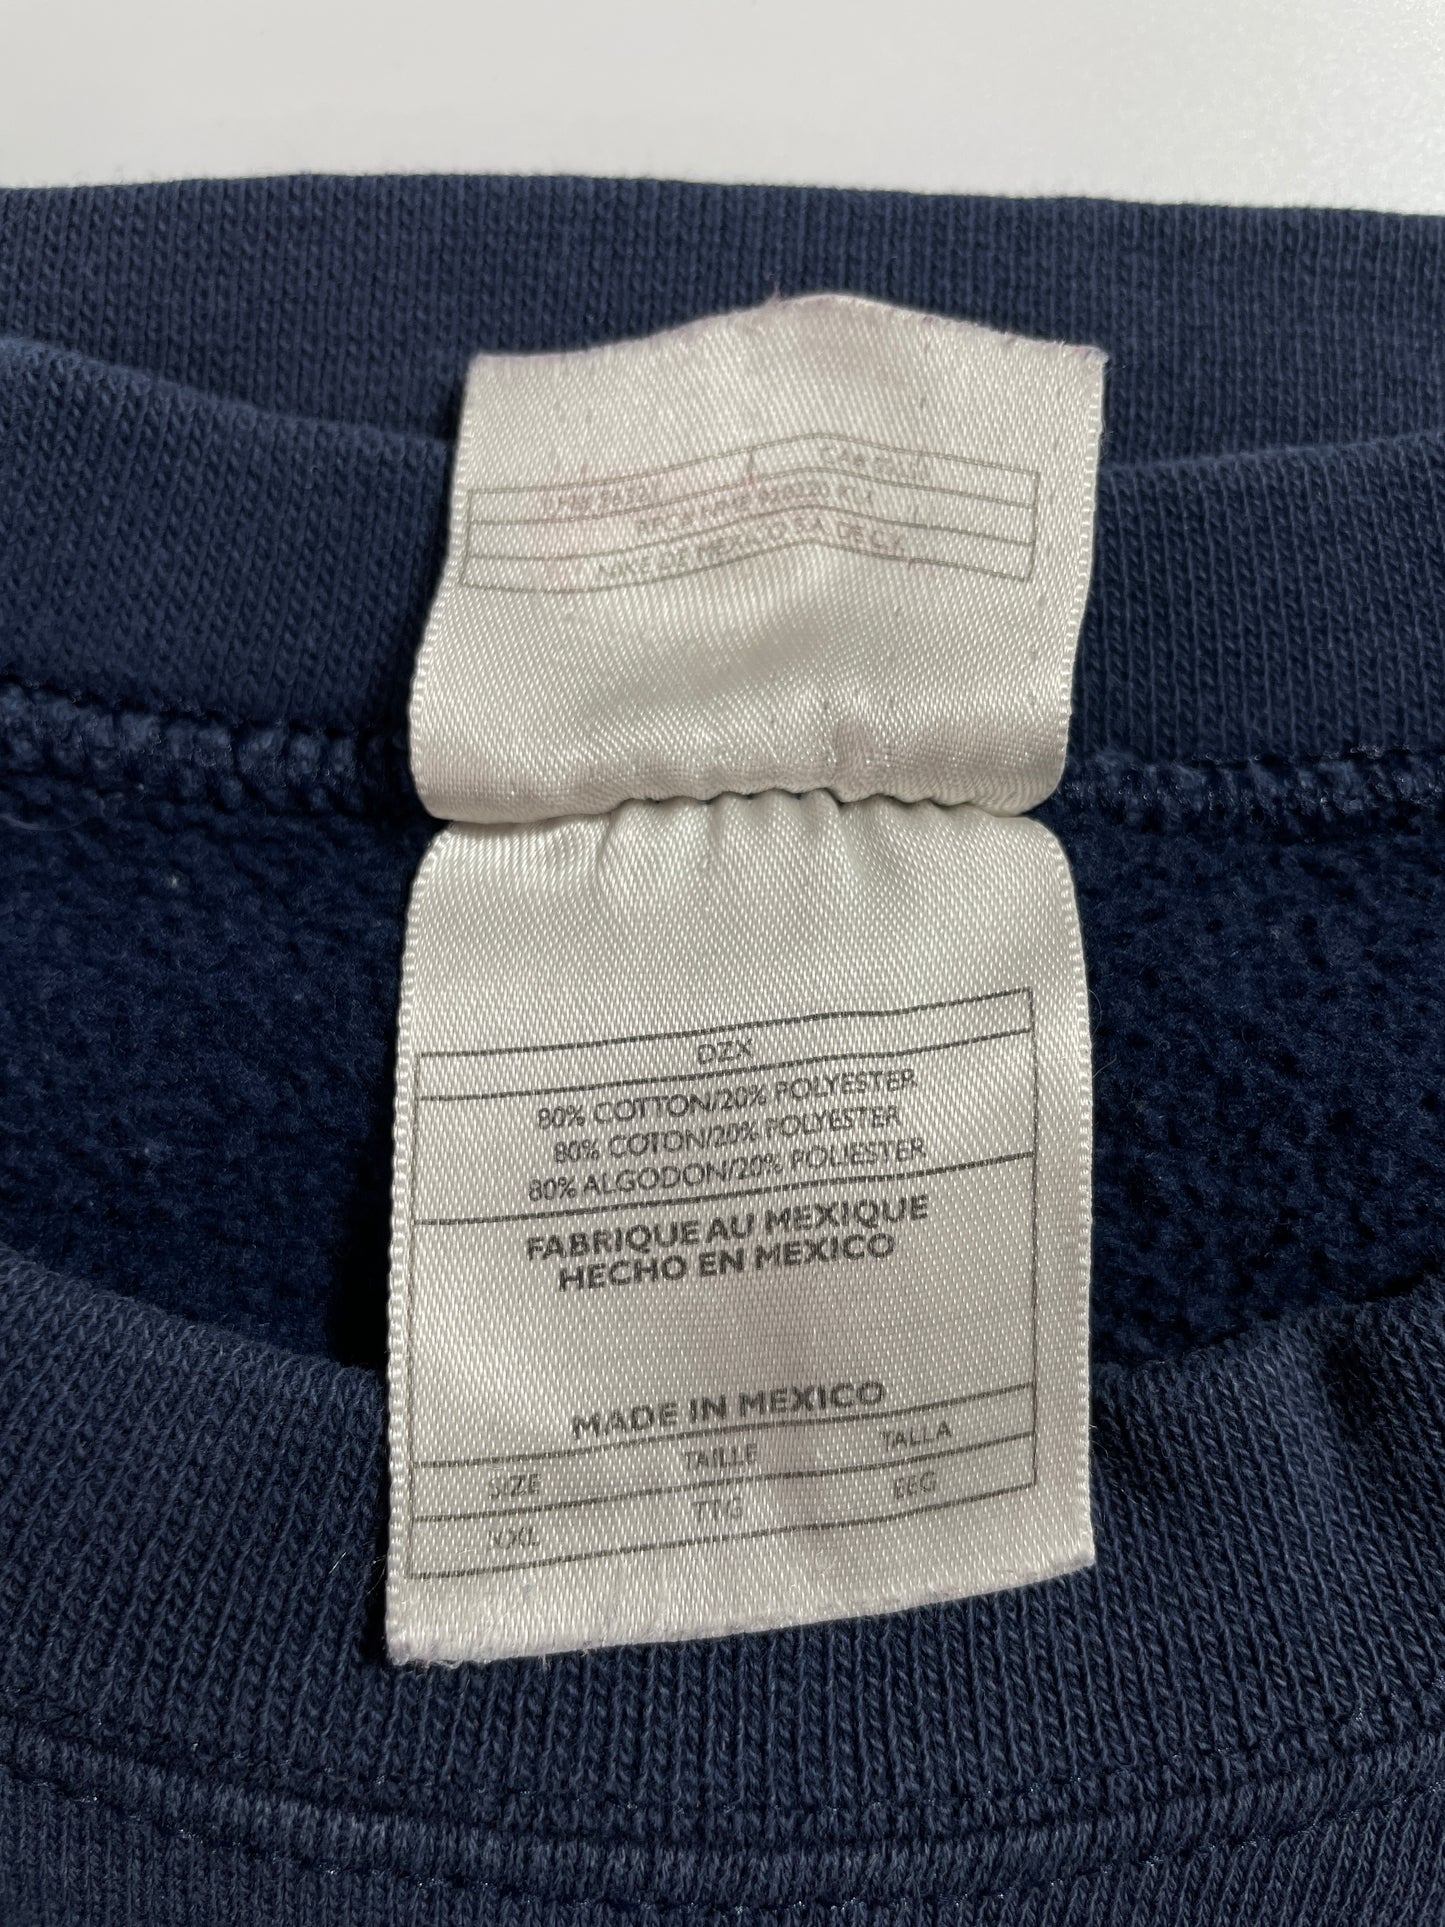 DZX
80% COTTON/20% POLYESTER
80% COTON/20% POLYESTER
80% ALGODON/20% POLIESTER
FABRIQUE AU MEXIQUE
HECHO EN MEXICO
MADE IN MEXICO
SIZE TAILLE TALLA
XXL TTG EEG